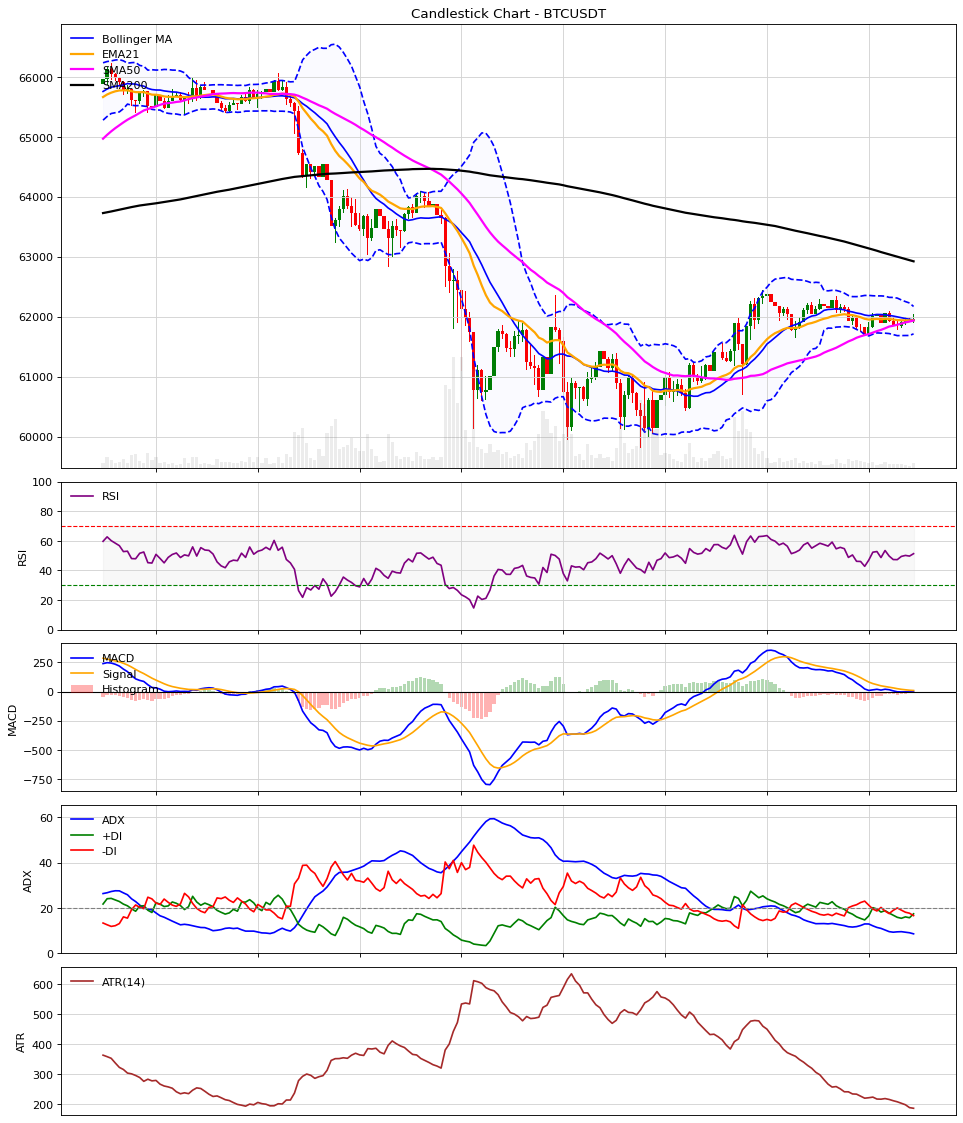 Candlestick Chart - BTCUSDT
Bollinger MA
EMA21
SMA50
SMA200
66000
65000
64000
63000
62000
61000
60000
RSI
100
80
60
40
20
0
RSI
MACD
Signal
Histogram
250
0
−250
−500
−750
MACD
ADX
+DI
-DI
60
40
20
0
ADX
ATR(14)
600
500
400
300
200
ATR